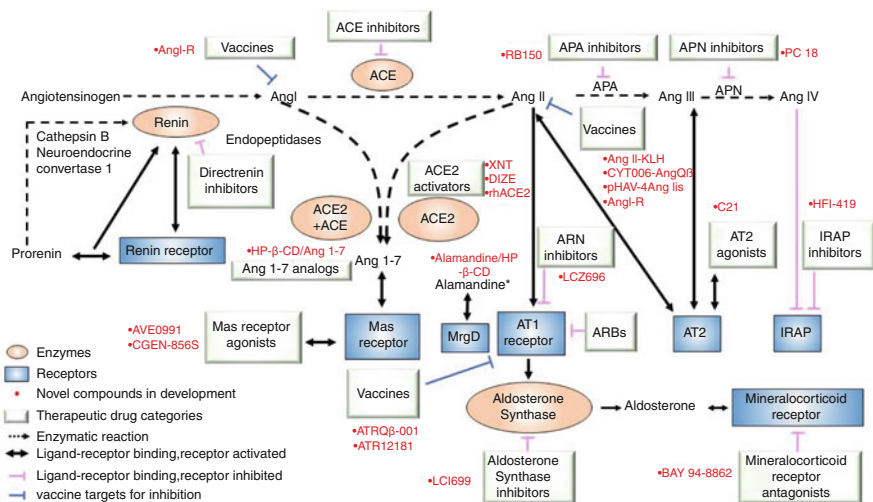 ACE inhibitors
•AngI-R
Vaccines
•RB150
APA inhibitors
APN inhibitors
•PC 18
ACE
Angiotensinogen
AngI
Ang II
APA
Ang III
APN
Ang IV
Renin
Cathepsin B
Neuroendocrine
convertase 1
Endopeptidases
Directrenin
inhibitors
ACE2
activators
•XNT
•DIZE
•rhACE2
Vaccines
•Ang II-KLH
•CYT006-AngQβ
•pHAV-4Ang IIs
•AngI-R
ACE2
+ACE
ACE2
•C21
•HFI-419
Prorenin
Renin receptor
•HP-β-CD/Ang 1-7
Ang 1-7 analogs
Ang 1-7
•Alamandine/HP
-β-CD
Alamandine*
ARN
inhibitors
•LCZ696
AT2
agonists
IRAP
inhibitors
•AVE0991
•CGEN-856S
Mas receptor
agonists
Mas
receptor
MrgD
AT1
receptor
ARBs
AT2
IRAP
Enzymes
Receptors
Novel compounds in development
Therapeutic drug categories
Enzymatic reaction
Ligand-receptor binding,receptor activated
Ligand-receptor binding,receptor inhibited
vaccine targets for inhibition
Vaccines
•ATRQβ-001
•ATR12181
Aldosterone
Synthase
Aldosterone
Mineralocorticoid
receptor
•LCI699
Aldosterone
Synthase
inhibitors
•BAY 94-8862
Mineralocorticoid
receptor
antagonists